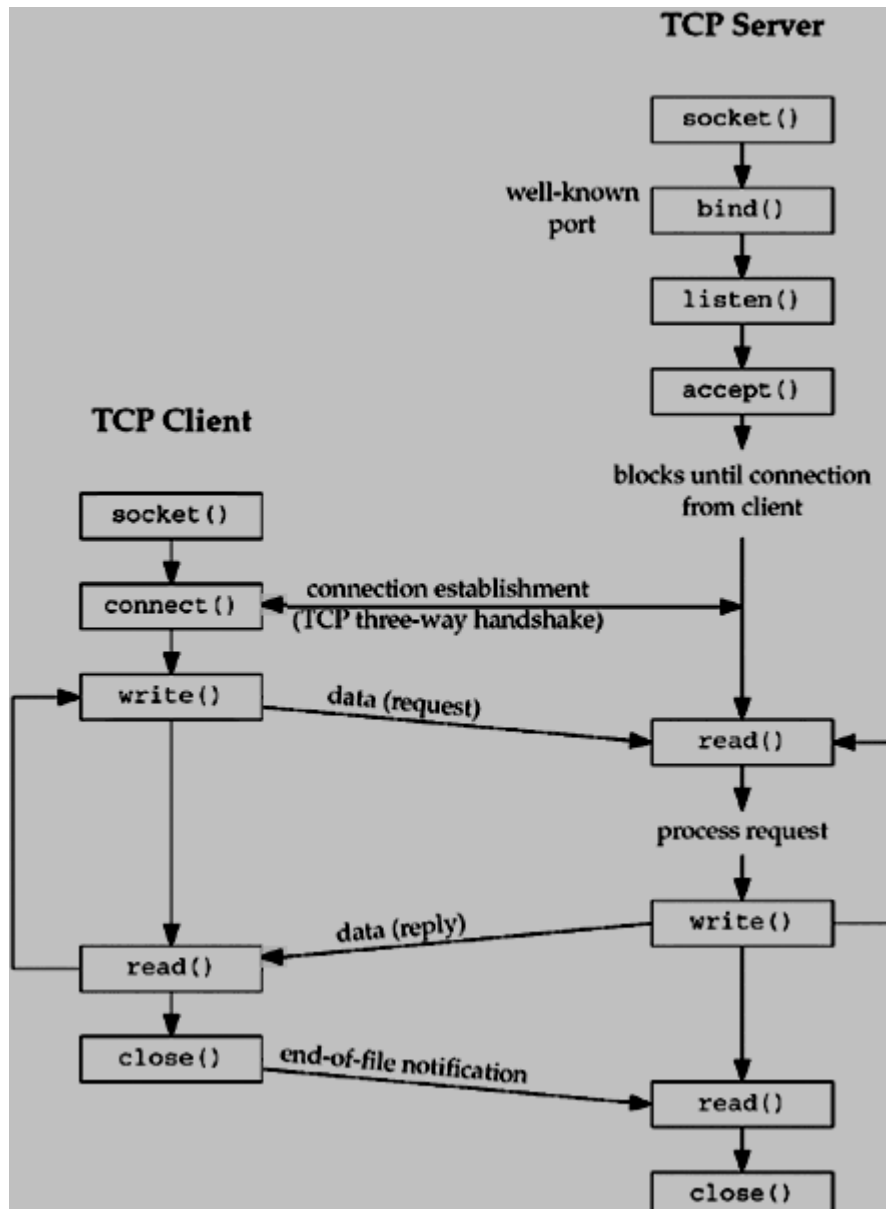 TCP Server
socket()
well-known
port
bind()
listen()
accept()
TCP Client
blocks until connection
from client
socket()
connect()
connection establishment
(TCP three-way handshake)
write()
data (request)
read()
process request
write()
data (reply)
read()
close()
end-of-file notification
read()
close()